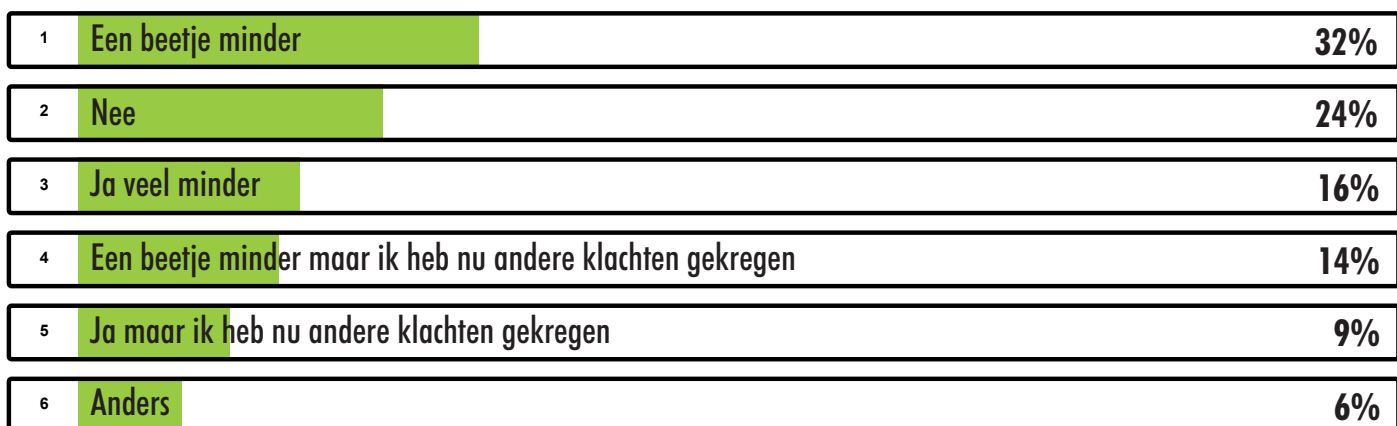 1 Een beetje minder 32%
2 Nee 24%
3 Ja veel minder 16%
4 Een beetje minder maar ik heb nu andere klachten gekregen 14%
5 Ja maar ik heb nu andere klachten gekregen 9%
6 Anders 6%